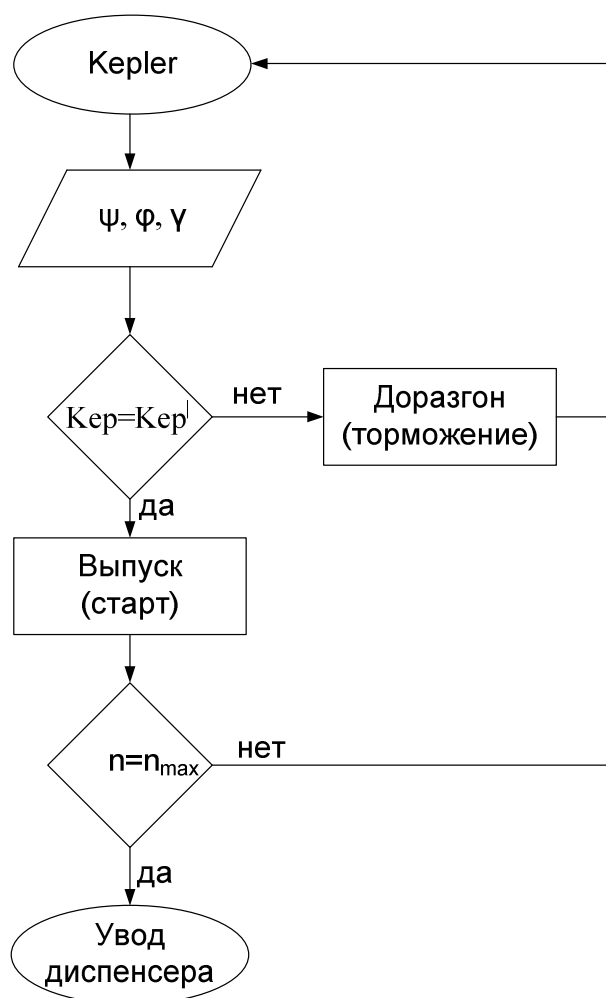 Kepler
ψ, φ, γ
Kep=Kep|
нет
Доразгон
(торможение)
да
Выпуск
(старт)
n=nmax
нет
да
Увод
диспенсера